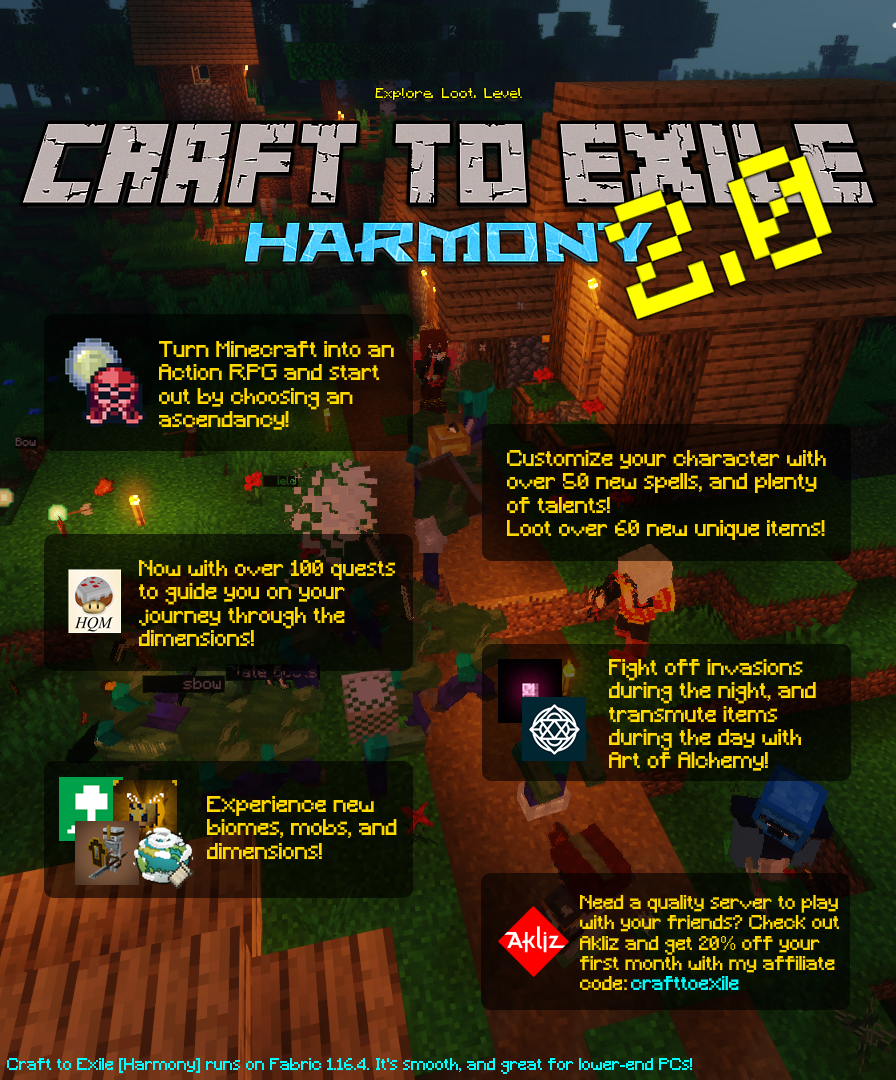 Explore. Loot. Level
CRAFT TO EXILE
HARMONY
2.0
Turn Minecraft into an
Action RPG and start
out by choosing an
ascendancy!
Bow
Customize your character with
over 50 new spells, and plenty
of talents!
Loot over 60 new unique items!
Now with over 100 quests
to guide you on your
journey through the
dimensions!
HQM
Plate Boots
sbow
Fight off invasions
during the night, and
transmute items
during the day with
Art of Alchemy!
Experience new
biomes, mobs, and
dimensions!
Need a quality server to play
with your friends? Check out
Akliz and get 20% off your
first month with my affiliate
code: crafttoexile
Akliz
Craft to Exile [Harmony] runs on Fabric 1.16.4. It's smooth, and great for lower-end PCs!